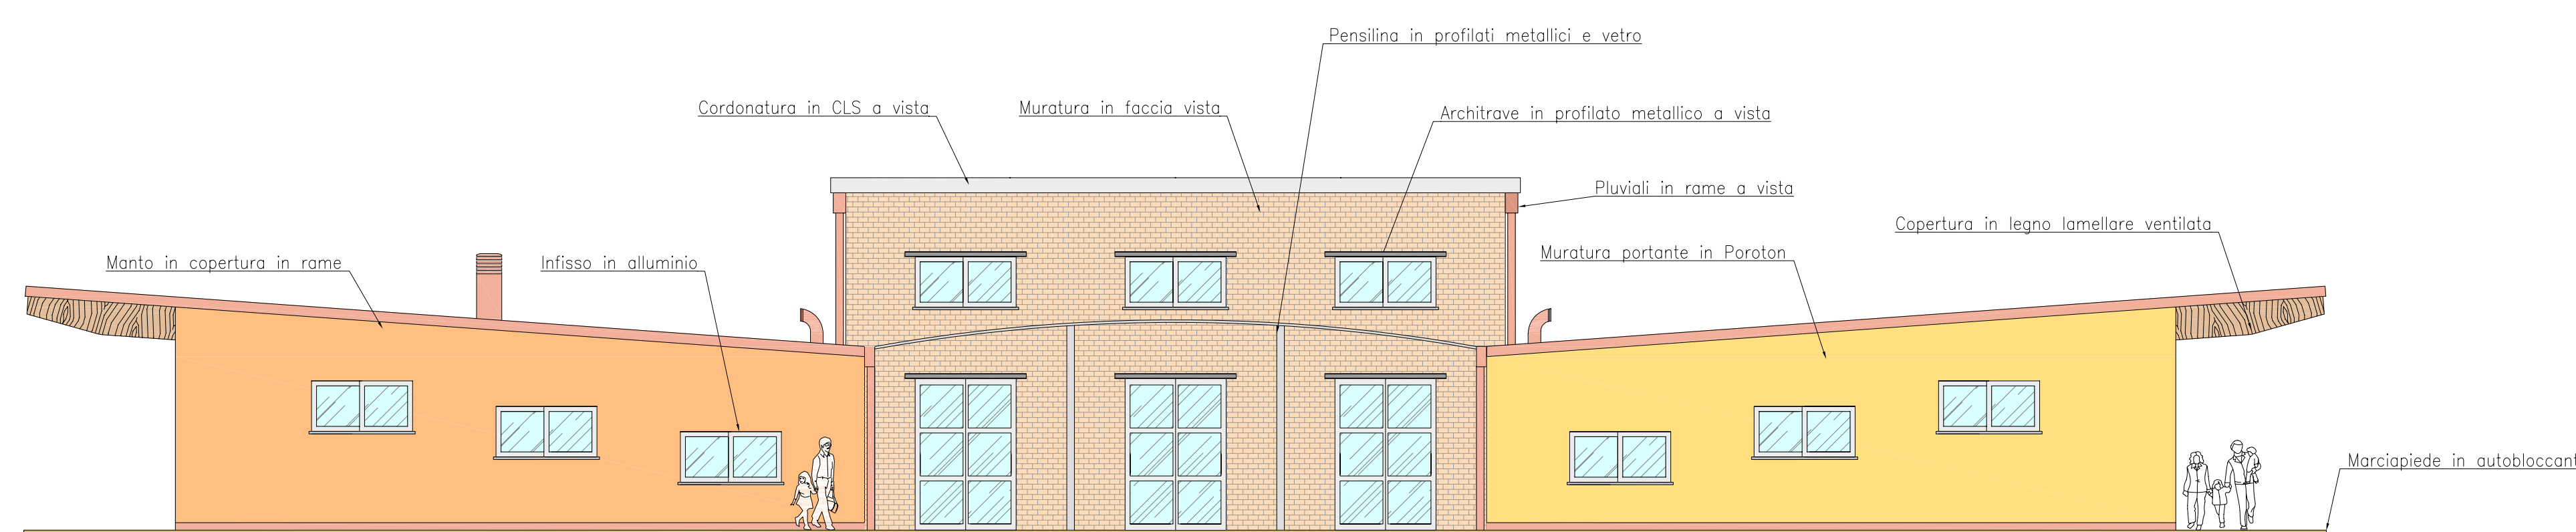 Pensilina in profilati metallici e vetro
Cordonatura in CLS a vista
Muratura in faccia vista
Architrave in profilato metallico a vista
Pluviali in rame a vista
Copertura in legno lamellare ventilata
Muratura portante in Poroton
Manto in copertura in rame
Infisso in alluminio
Marciapiede in autobloccant